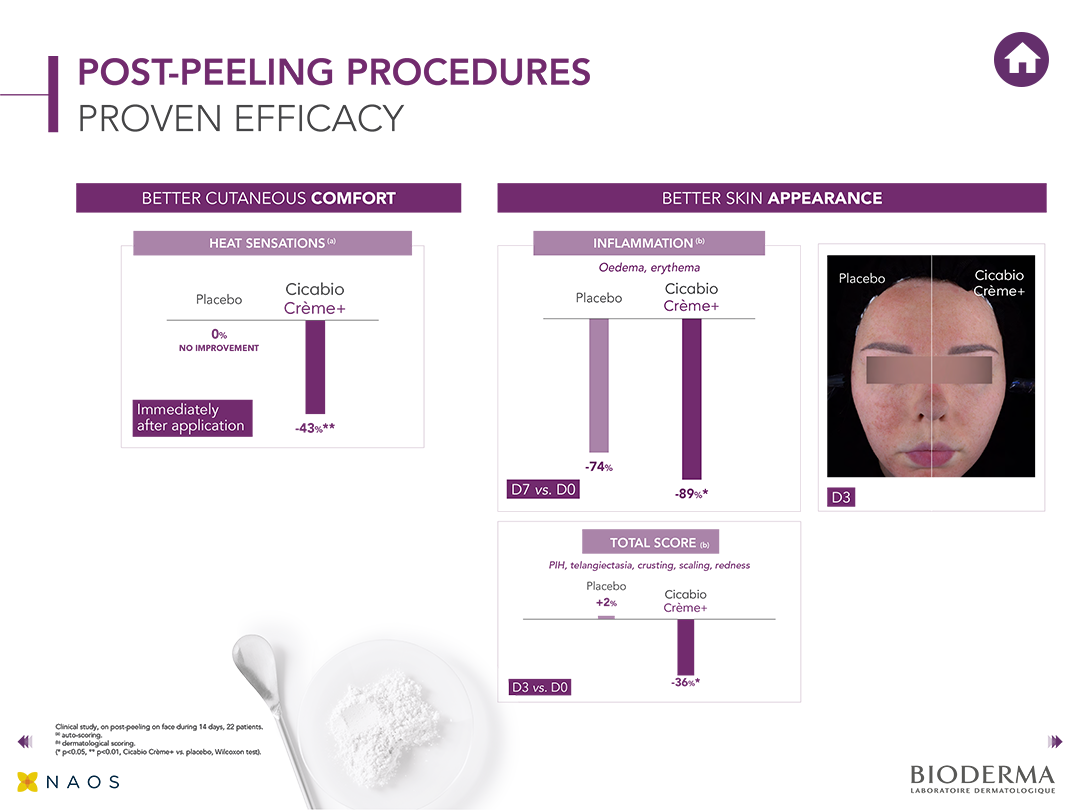 POST-PEELING PROCEDURES
PROVEN EFFICACY
BETTER CUTANEOUS COMFORT
HEAT SENSATIONS (a)
Placebo
Cicabio
Crème+
0%
NO IMPROVEMENT
Immediately
after application
-43%**
BETTER SKIN APPEARANCE
INFLAMMATION (b)
Oedema, erythema
Placebo
Cicabio
Crème+
-74%
D7 vs. D0
-89%*
Placebo
Cicabio
Crème+
D3
TOTAL SCORE (b)
PIH, telangiectasia, crusting, scaling, redness
Placebo
+2%
Cicabio
Crème+
D3 vs. D0
-36%*
Clinical study, on post-peeling on face during 14 days, 22 patients.
(a) auto-scoring.
(b) dermatological scoring.
(* p<0.05, ** p<0.01, Cicabio Crème+ vs. placebo, Wilcoxon test).
NAOS
BIODERMA
LABORATOIRE DERMATOLOGIQUE